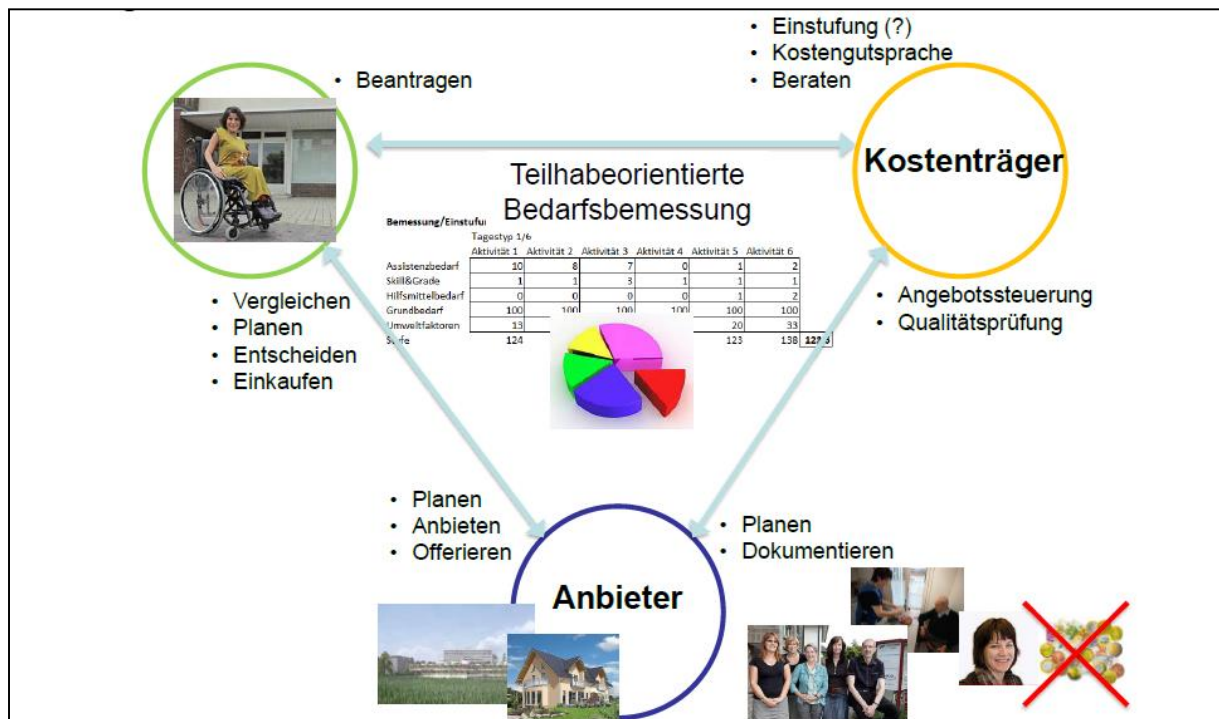 • Einstufung (?)
• Kostengutsprache
• Beraten
• Beantragen
Kostenträger
Teilhabeorientierte
Bedarfsbemessung
Bemessung/Einstufu
Tagestyp 1/6
Aktivität 1 Aktivität 2 Aktivität 3 Aktivität 4 Aktivität 5 Aktivität 6
Assistenzbedarf 10 8 7 0 1 2
Skill&Grade 1 1 3 1 1 1
Hilfsmittelbedarf 0 0 0 0 1 2
Grundbedarf 100 100 100 100 100 100
Umweltfaktoren 13 20 33
Stufe 124 123 138
• Vergleichen
• Planen
• Entscheiden
• Einkaufen
• Angebotssteuerung
• Qualitätsprüfung
• Planen
• Anbieten
• Offerieren
• Planen
• Dokumentieren
Anbieter